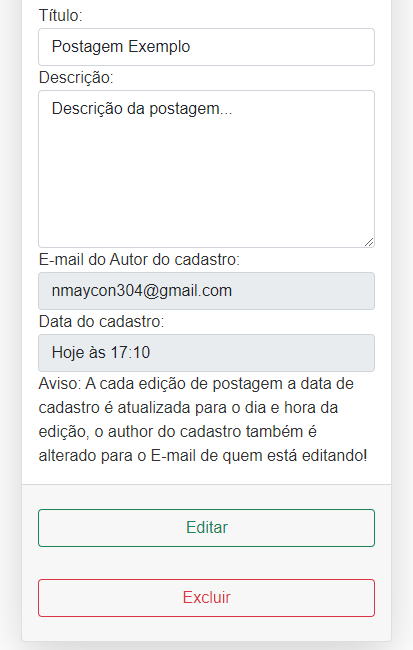 Título:
Postagem Exemplo
Descrição:
Descrição da postagem...
E-mail do Autor do cadastro:
nmaycon304@gmail.com
Data do cadastro:
Hoje às 17:10
Aviso: A cada edição de postagem a data de
cadastro é atualizada para o dia e hora da
edição, o author do cadastro também é
alterado para o E-mail de quem está editando!
Editar
Excluir